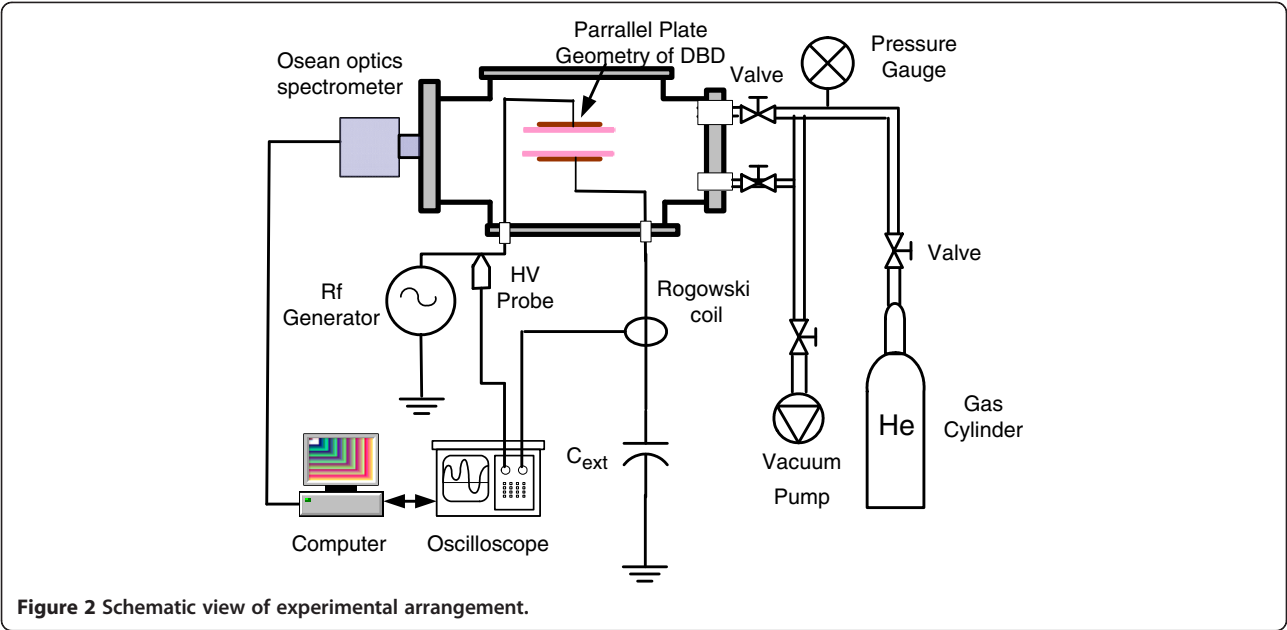 Parrallel Plate
Geometry of DBD
Osean optics
spectrometer
Valve
Pressure
Gauge
Valve
Rf
Generator
HV
Probe
Rogowski
coil
He
Gas
Cylinder
Vacuum
Pump
Cext
Computer
Oscilloscope
Figure 2 Schematic view of experimental arrangement.